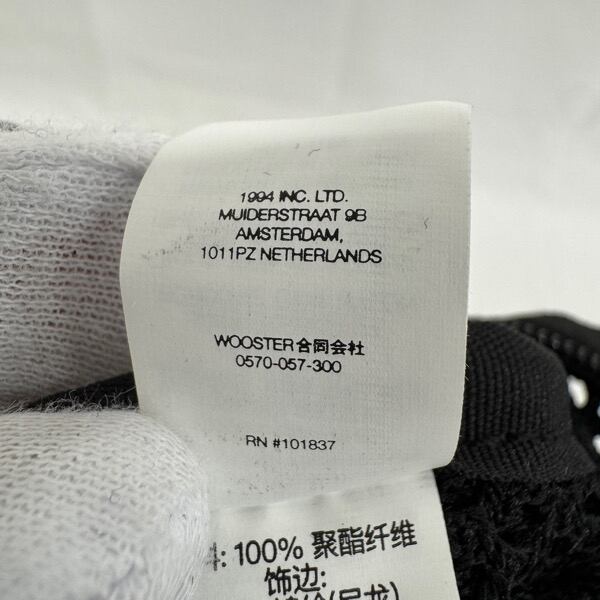 1994 INC. LTD.
MUIDERSTRAAT 9B
AMSTERDAM,
1011PZ NETHERLANDS
WOOSTER合同会社
0570-057-300
RN #101837
: 100% 聚酯纤维
饰边: